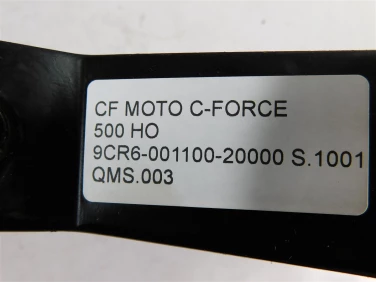 CF MOTO C-FORCE
500 HO
9CR6-001100-20000 S.1001
QMS.003